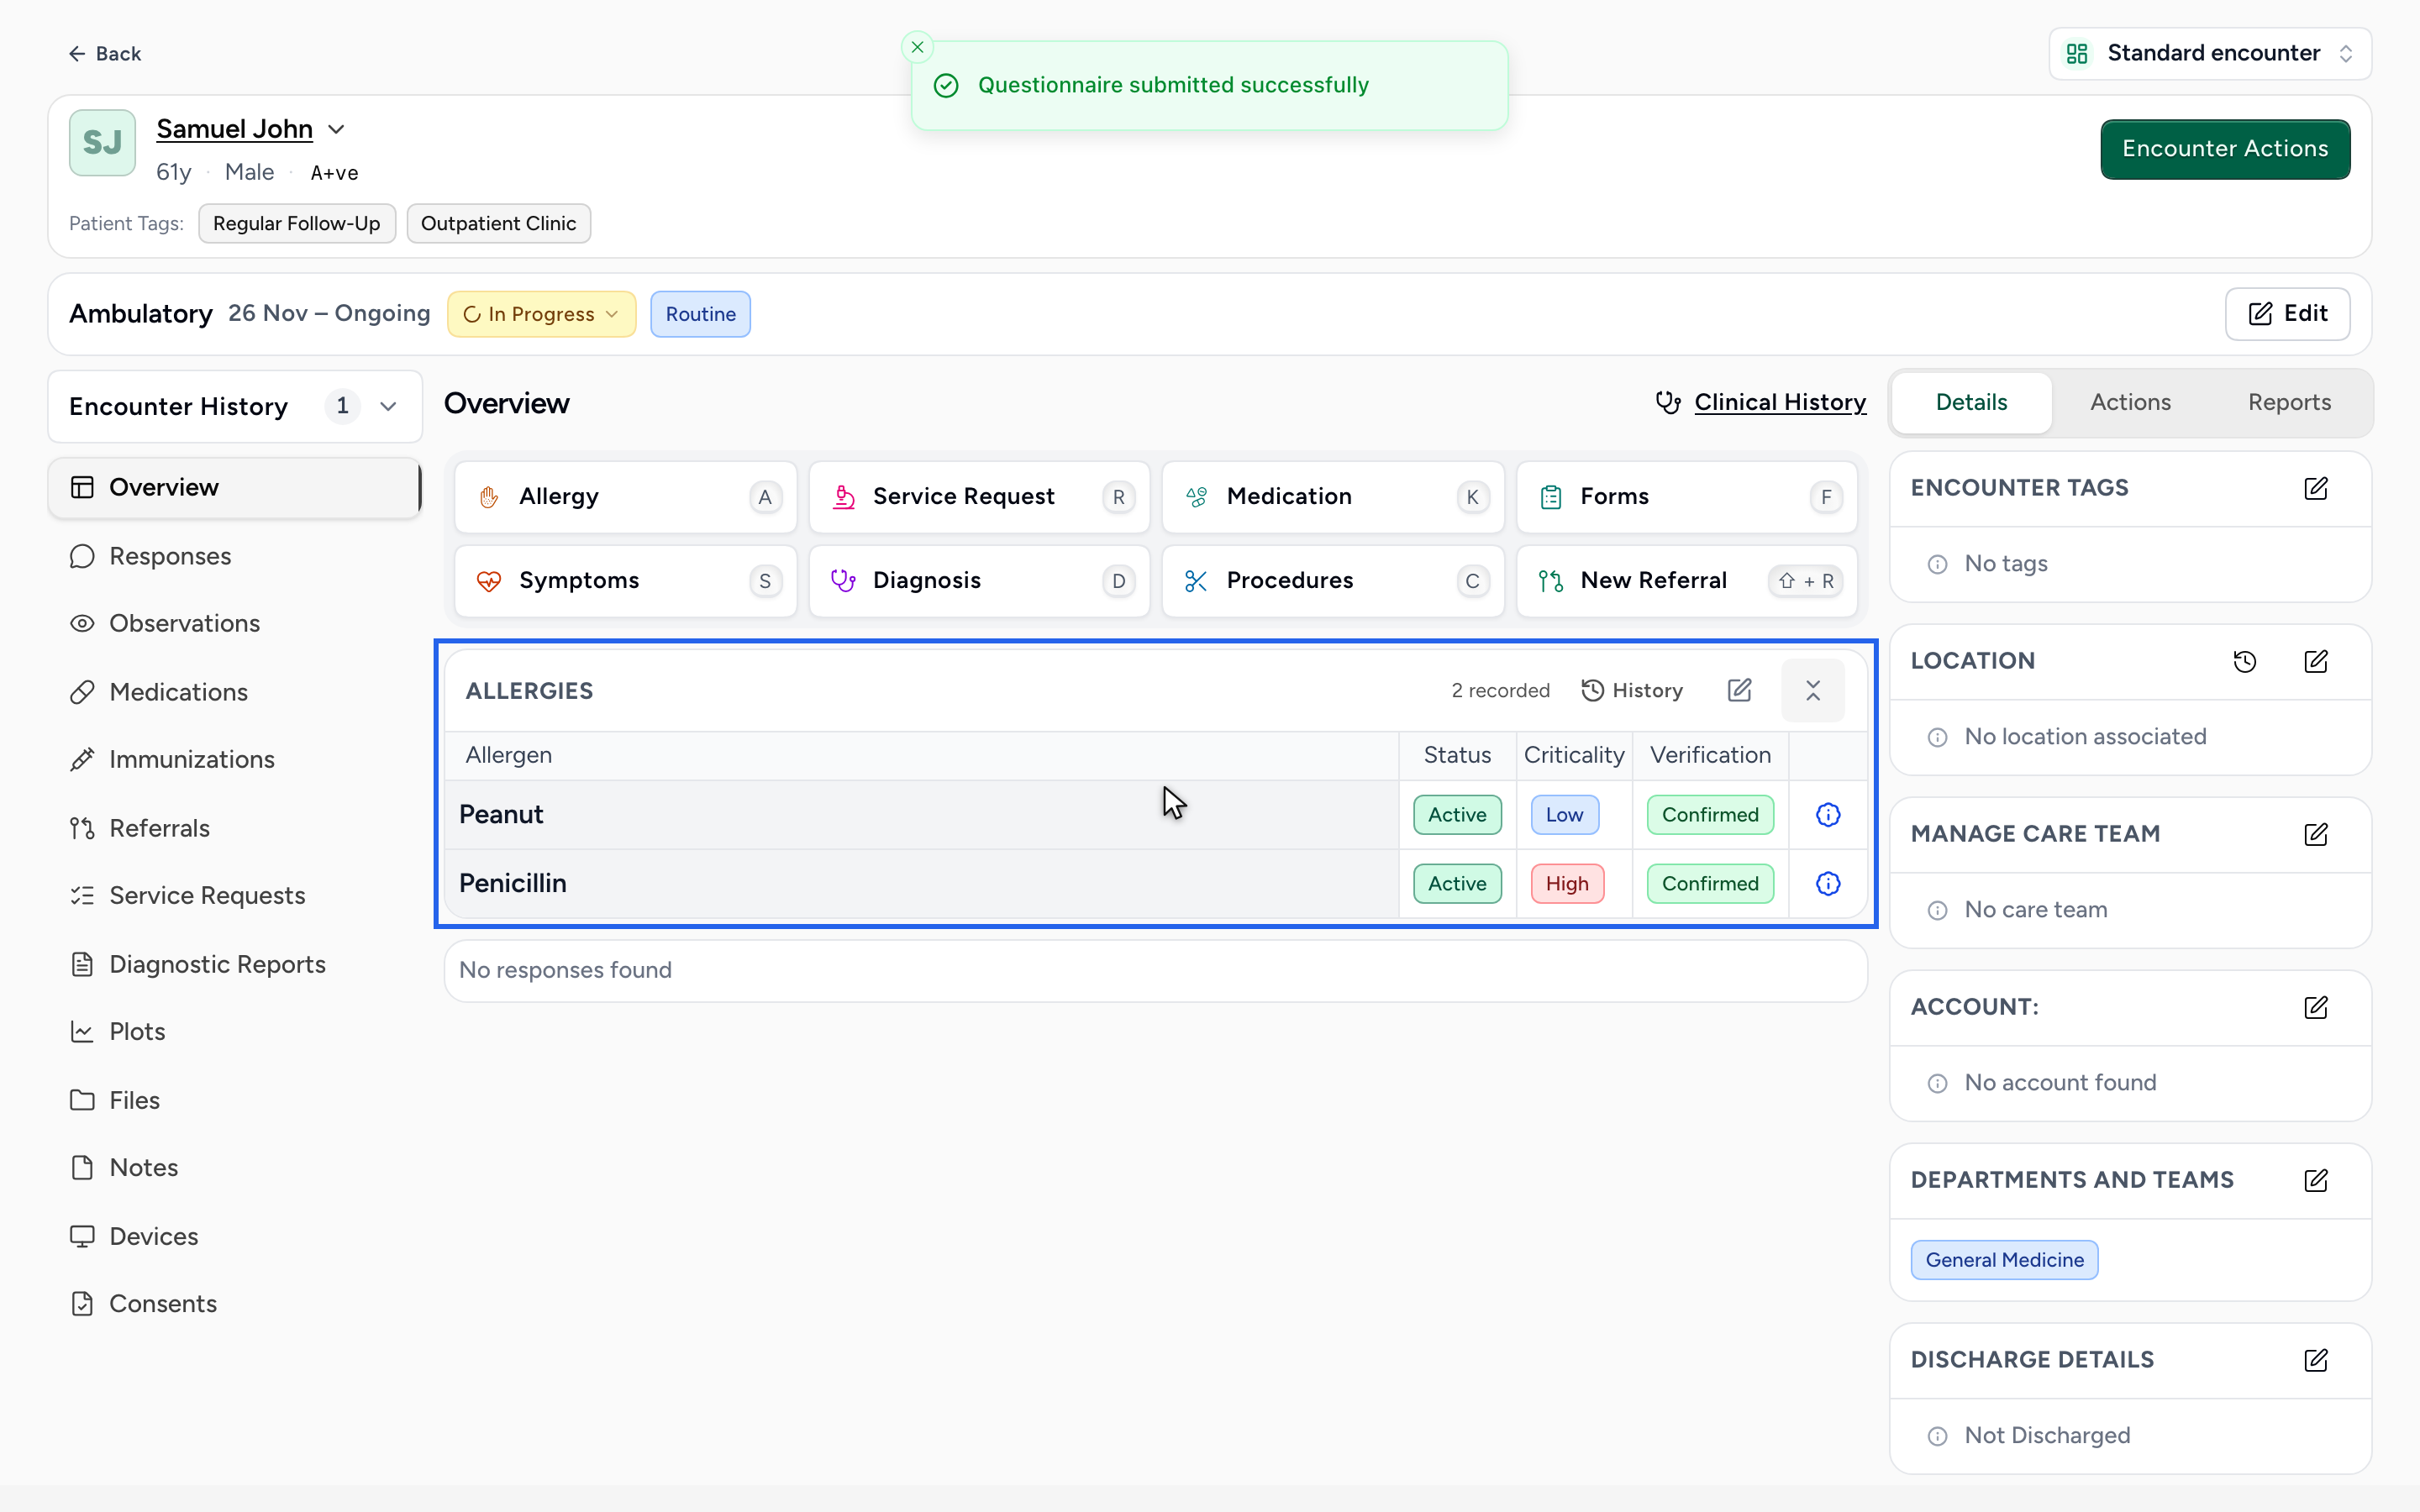 Back
Questionnaire submitted successfully
Standard encounter
SJ
Samuel John
61y · Male · A+ve
Encounter Actions
Patient Tags: Regular Follow-Up Outpatient Clinic
Ambulatory 26 Nov – Ongoing In Progress Routine
Edit
Encounter History 1
Overview
Responses
Observations
Medications
Immunizations
Referrals
Service Requests
Diagnostic Reports
Plots
Files
Notes
Devices
Consents
Overview
Clinical History
Allergy A
Service Request R
Medication K
Forms F
Symptoms S
Diagnosis D
Procedures C
New Referral ⇧ + R
ALLERGIES
2 recorded History
Allergen Status Criticality Verification
Peanut Active Low Confirmed
Penicillin Active High Confirmed
No responses found
Details Actions Reports
ENCOUNTER TAGS
No tags
LOCATION
No location associated
MANAGE CARE TEAM
No care team
ACCOUNT:
No account found
DEPARTMENTS AND TEAMS
General Medicine
DISCHARGE DETAILS
Not Discharged